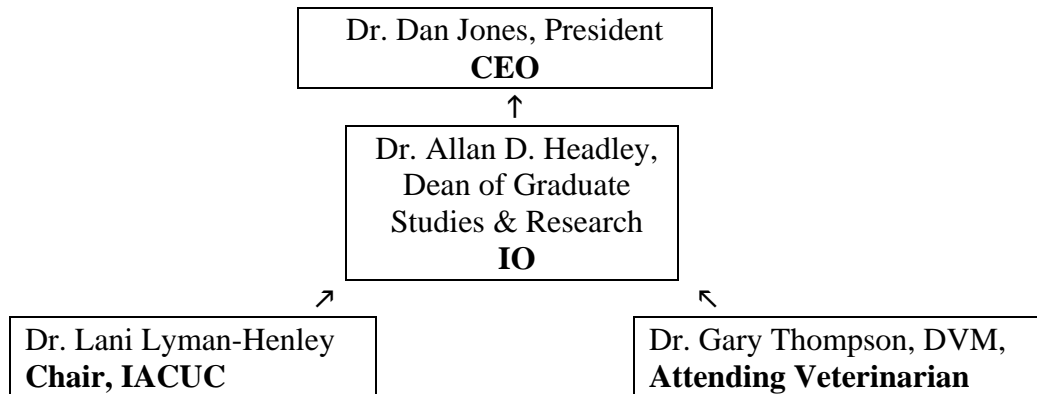 Dr. Dan Jones, President
CEO
↑
Dr. Allan D. Headley,
Dean of Graduate
Studies & Research
IO
↗ ↖
Dr. Lani Lyman-Henley
Chair, IACUC
Dr. Gary Thompson, DVM,
Attending Veterinarian